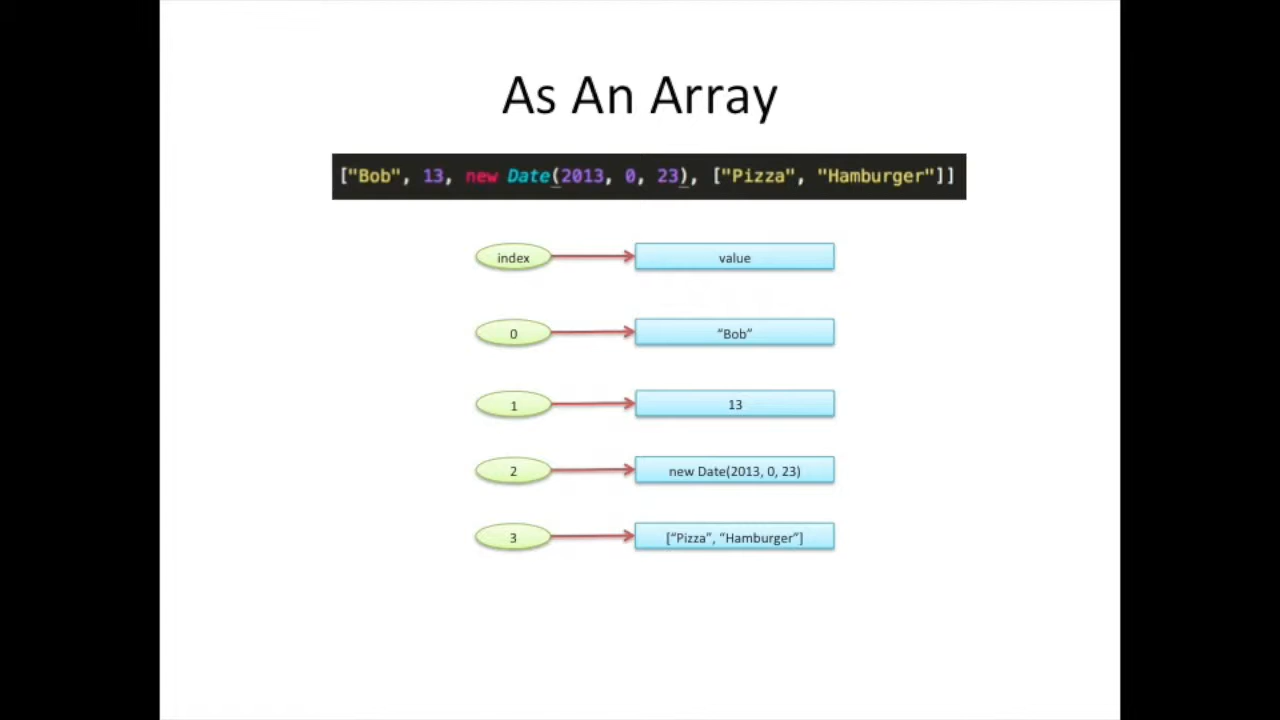 As An Array
["Bob", 13, new Date(2013, 0, 23), ["Pizza", "Hamburger"]]
index value
0 “Bob”
1 13
2 new Date(2013, 0, 23)
3 [“Pizza”, “Hamburger”]